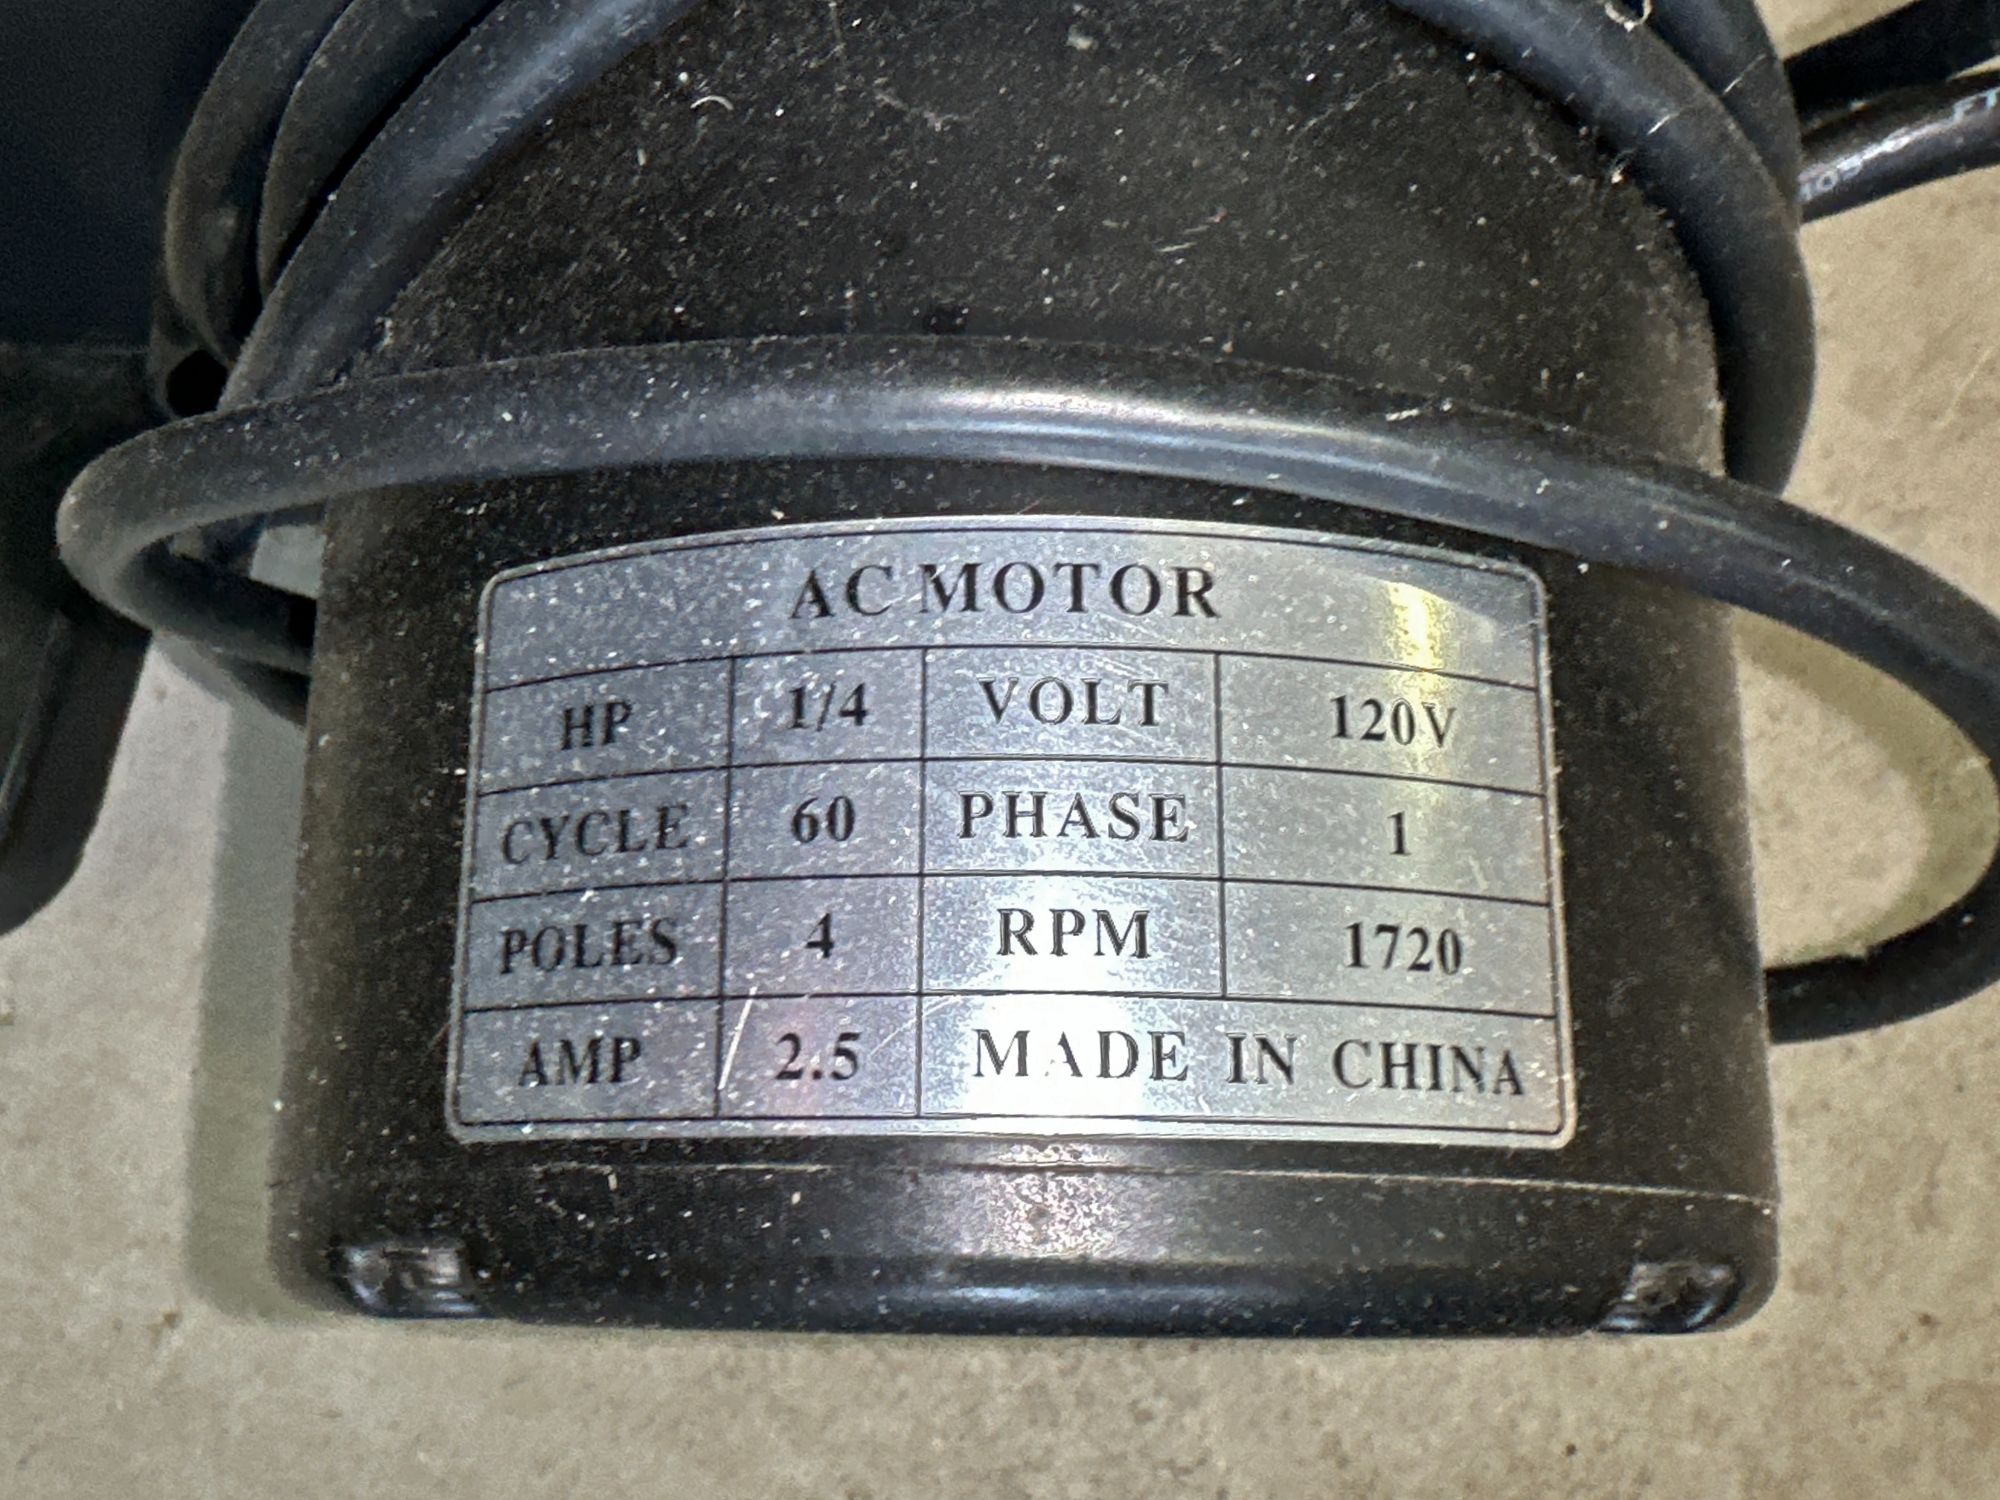 AC MOTOR
HP 1/4 VOLT 120V
CYCLE 60 PHASE 1
POLES 4 RPM 1720
AMP 2.5 MADE IN CHINA